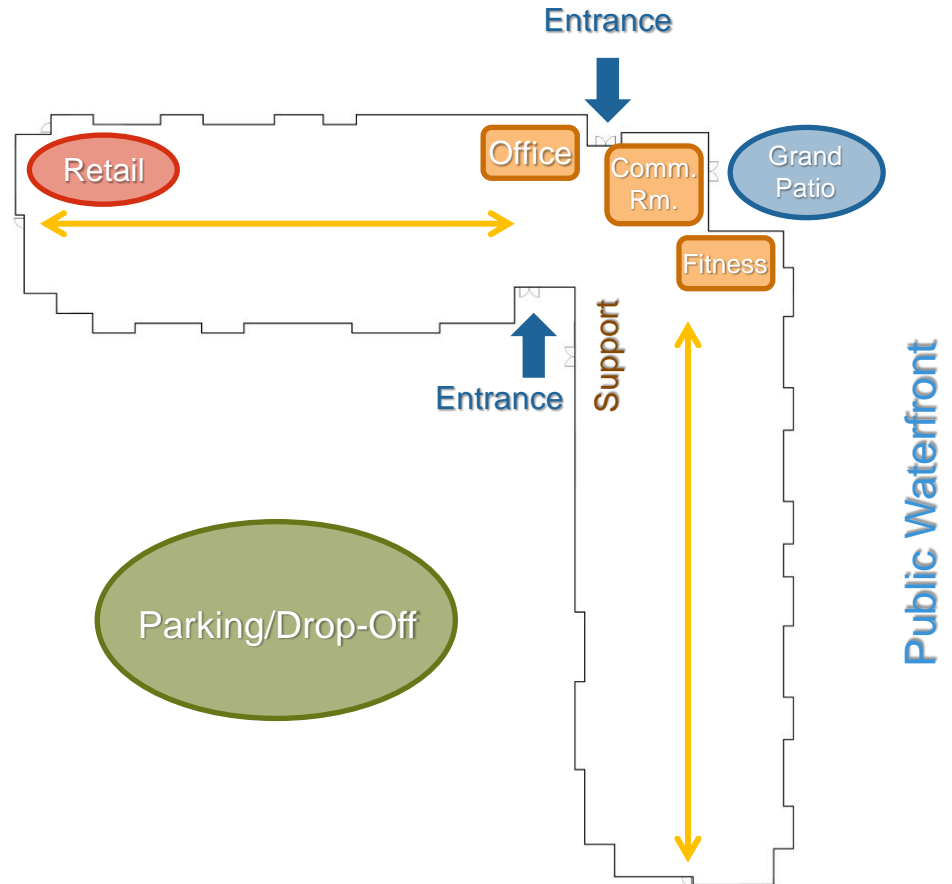 Entrance
Retail
Office
Comm.
Rm.
Grand
Patio
Fitness
Support
Entrance
Public Waterfront
Parking/Drop-Off